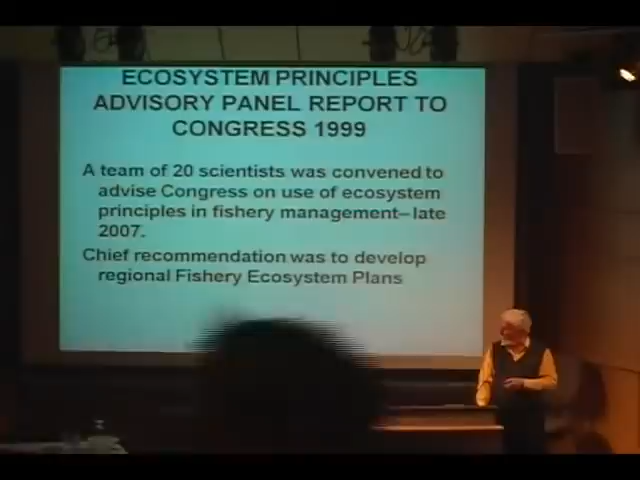 ECOSYSTEM PRINCIPLES
ADVISORY PANEL REPORT TO
CONGRESS 1999
A team of 20 scientists was convened to
advise Congress on use of ecosystem
principles in fishery management–late
2007.
Chief recommendation was to develop
regional Fishery Ecosystem Plans